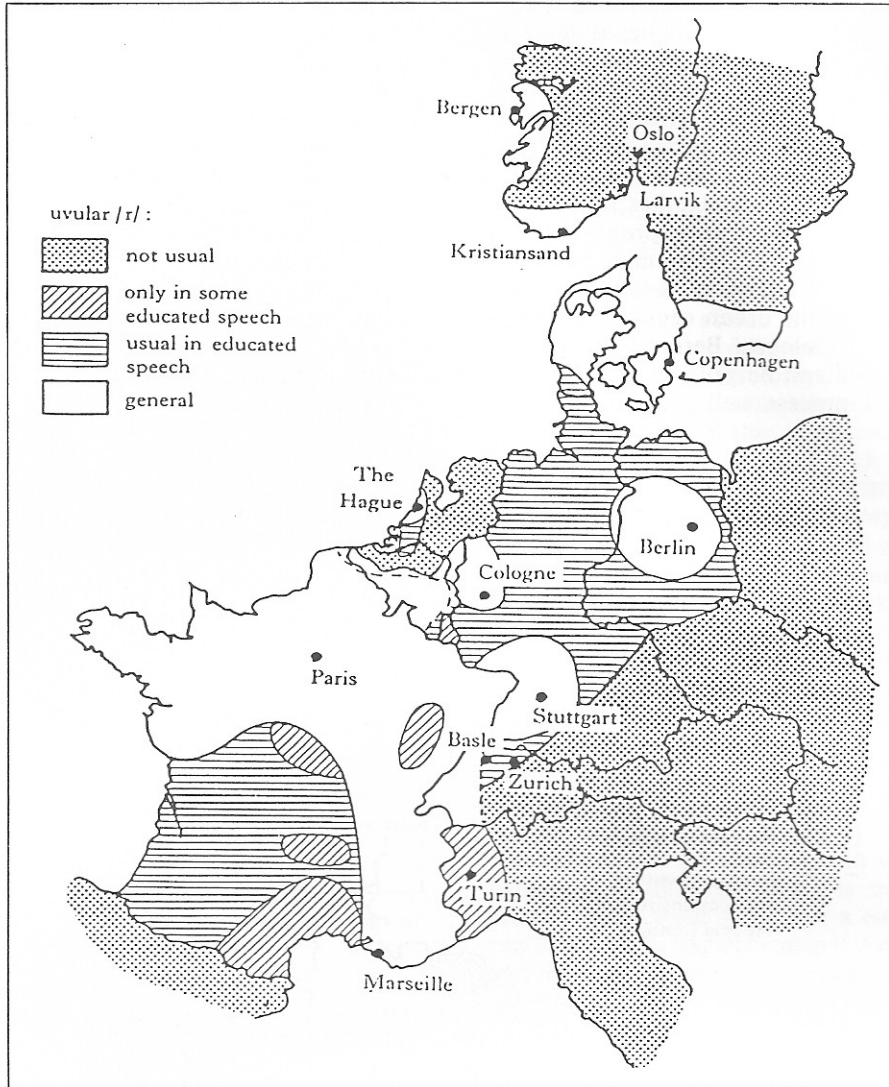 Bergen
Oslo
Larvik
Kristiansand
uvular /r/ :
not usual
only in some
educated speech
usual in educated
speech
general
Copenhagen
The
Hague
Berlin
Cologne
Paris
Stuttgart
Basle
Zurich
Turin
Marseille